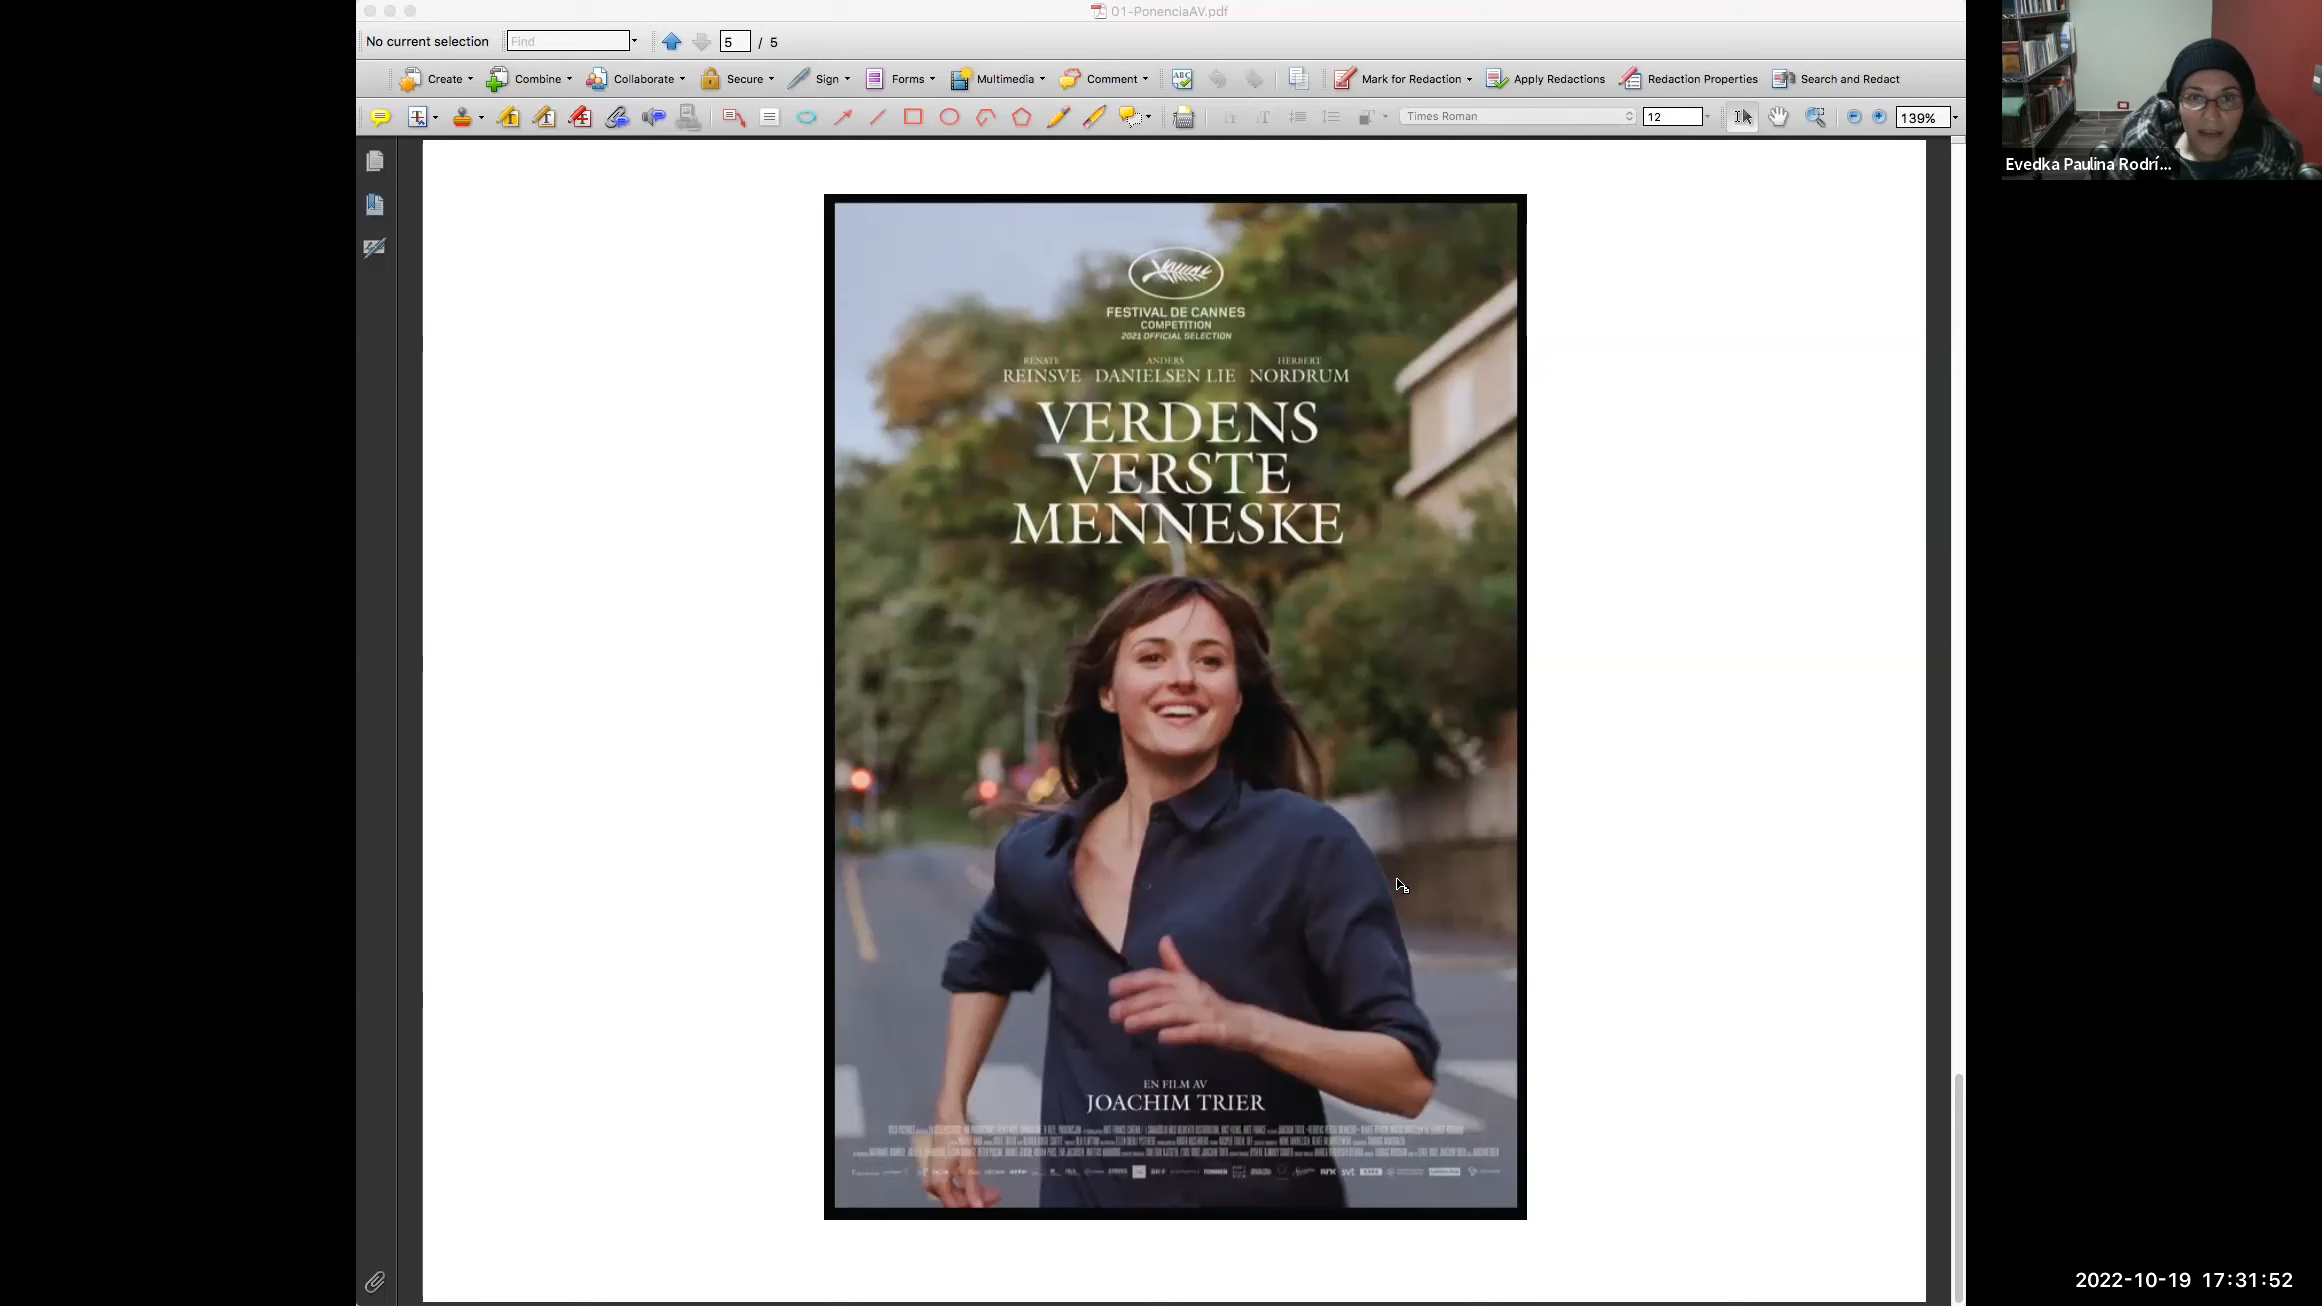 01-PonenciaAV.pdf
No current selection
Find
5 / 5
Create
Combine
Collaborate
Secure
Sign
Forms
Multimedia
Comment
Mark for Redaction
Apply Redactions
Redaction Properties
Search and Redact
Times Roman
12
139%
Evedka Paulina Rodrí...
FESTIVAL DE CANNES
COMPETITION
2021 OFFICIAL SELECTION
RENATE ANDERS HERBERT
REINSVE DANIELSEN LIE NORDRUM
VERDENS
VERSTE
MENNESKE
EN FILM AV
JOACHIM TRIER
2022-10-19 17:31:52